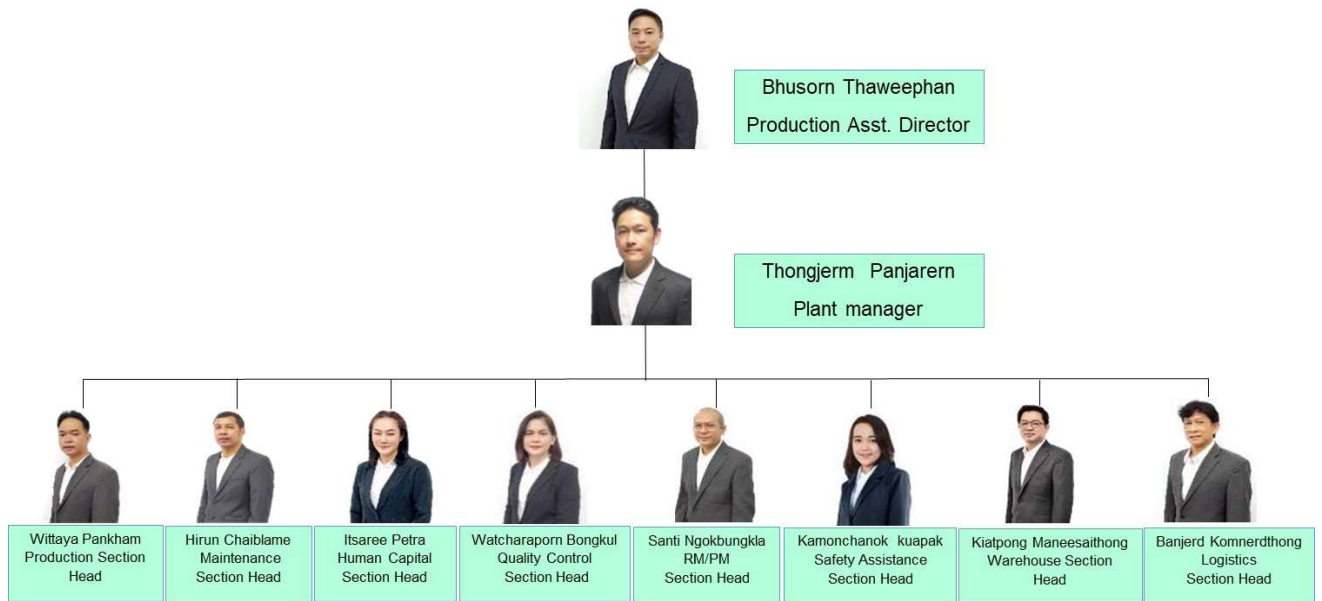 Bhusorn Thaweephan
Production Asst. Director
Thongjerm Panjarern
Plant manager
Wittaya Pankham
Production Section
Head
Hirun Chaiblame
Maintenance
Section Head
Itsaree Petra
Human Capital
Section Head
Watcharaporn Bongkul
Quality Control
Section Head
Santi Ngokbungkla
RM/PM
Section Head
Kamonchanok kuapak
Safety Assistance
Section Head
Kiatpong Maneesaithong
Warehouse Section
Head
Banjerd Komnerdthong
Logistics
Section Head